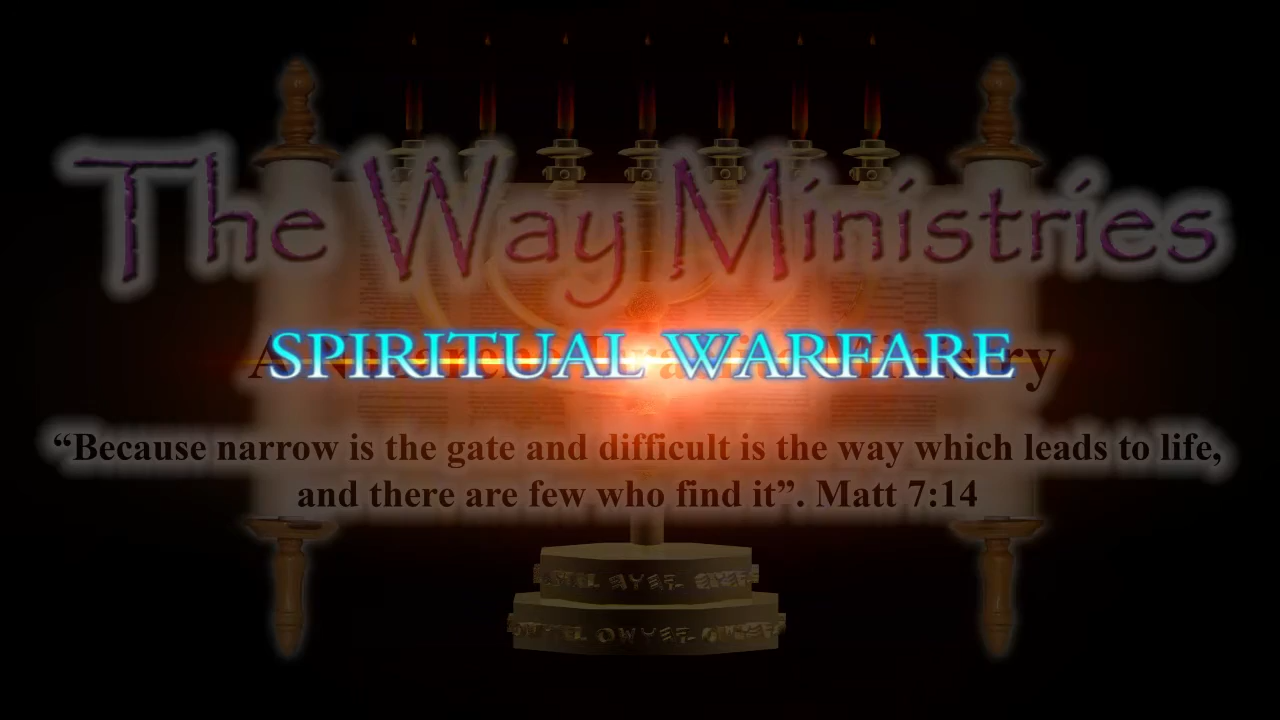 The Way Ministries
SPIRITUAL WARFARE
“Because narrow is the gate and difficult is the way which leads to life,
and there are few who find it”. Matt 7:14